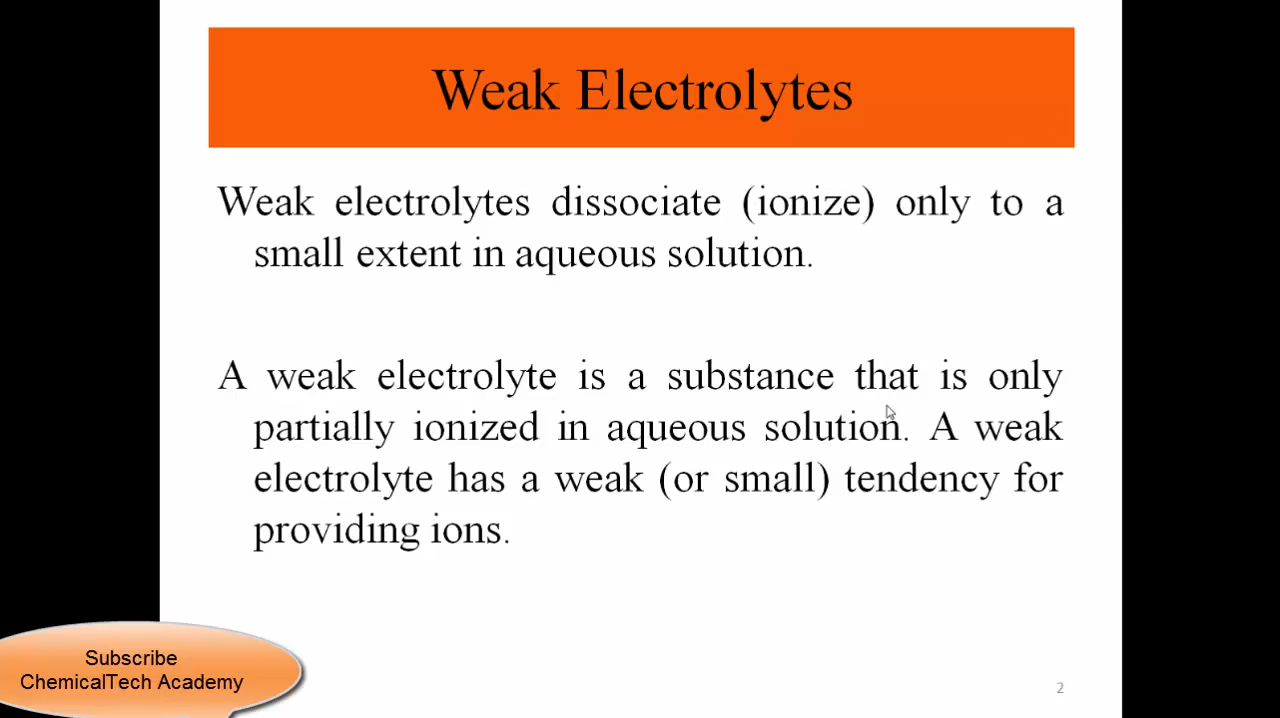 Weak Electrolytes
Weak electrolytes dissociate (ionize) only to a
small extent in aqueous solution.
A weak electrolyte is a substance that is only
partially ionized in aqueous solution. A weak
electrolyte has a weak (or small) tendency for
providing ions.
Subscribe
ChemicalTech Academy
2